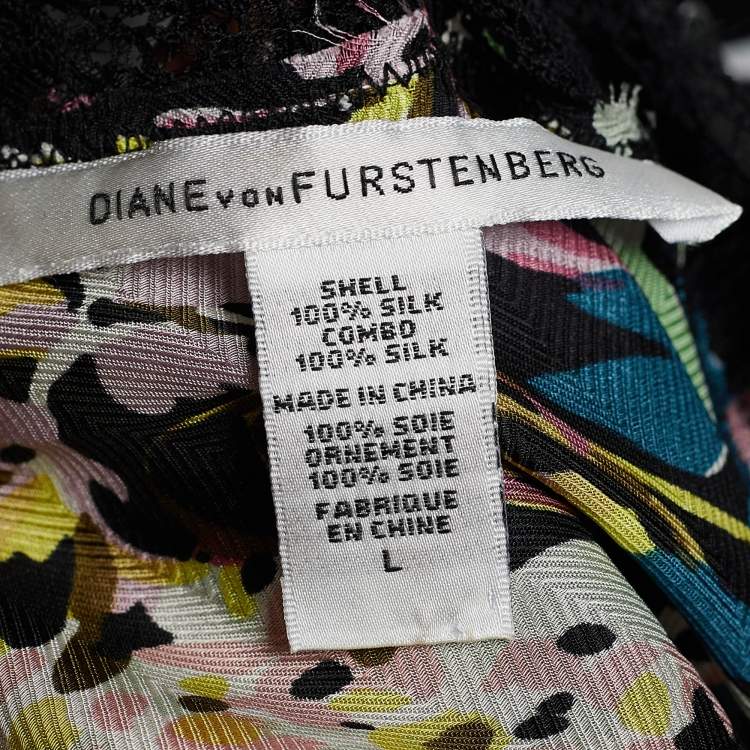 DIANE VON FURSTENBERG
SHELL
100% SILK
COMBO
100% SILK
MADE IN CHINA
100% SOIE
ORNEMENT
100% SOIE
FABRIQUE
EN CHINE
L